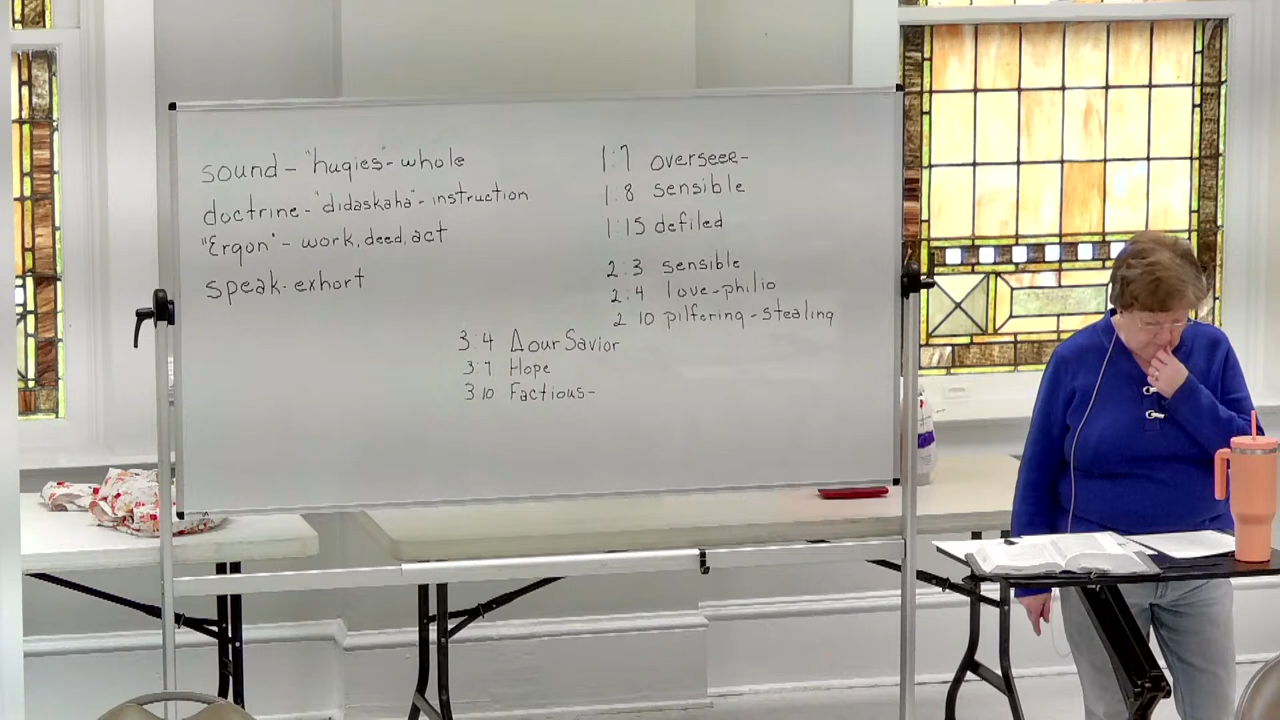 sound - "hugies" - whole
doctrine - "didaskaha" - instruction
"Ergon" - work, deed, act
speak - exhort
1:7 overseer -
1:8 sensible
1:15 defiled
2:3 sensible
2:4 love - philio
2 10 pilfering - stealing
3:4 Δ our Savior
3:7 Hope
3 10 Factious -